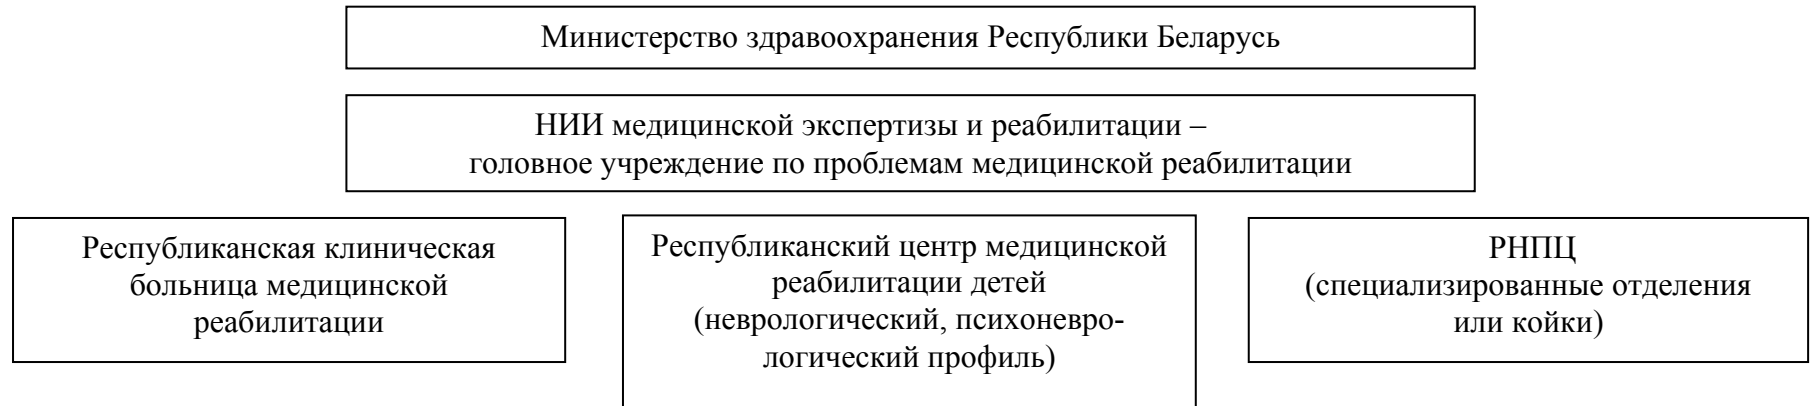 Министерство здравоохранения Республики Беларусь
НИИ медицинской экспертизы и реабилитации –
головное учреждение по проблемам медицинской реабилитации
Республиканская клиническая
больница медицинской
реабилитации
Республиканский центр медицинской
реабилитации детей
(неврологический, психоневро-
логический профиль)
РНПЦ
(специализированные отделения
или койки)